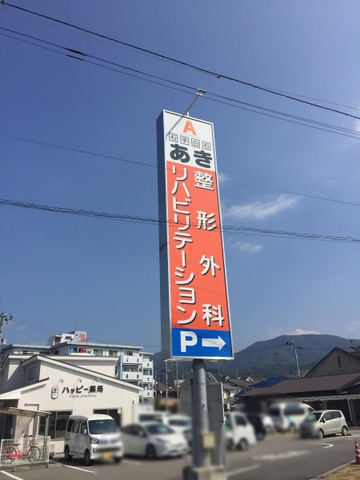 A
あき
整形外科
リハビリテーション
P→
ハッピー薬局